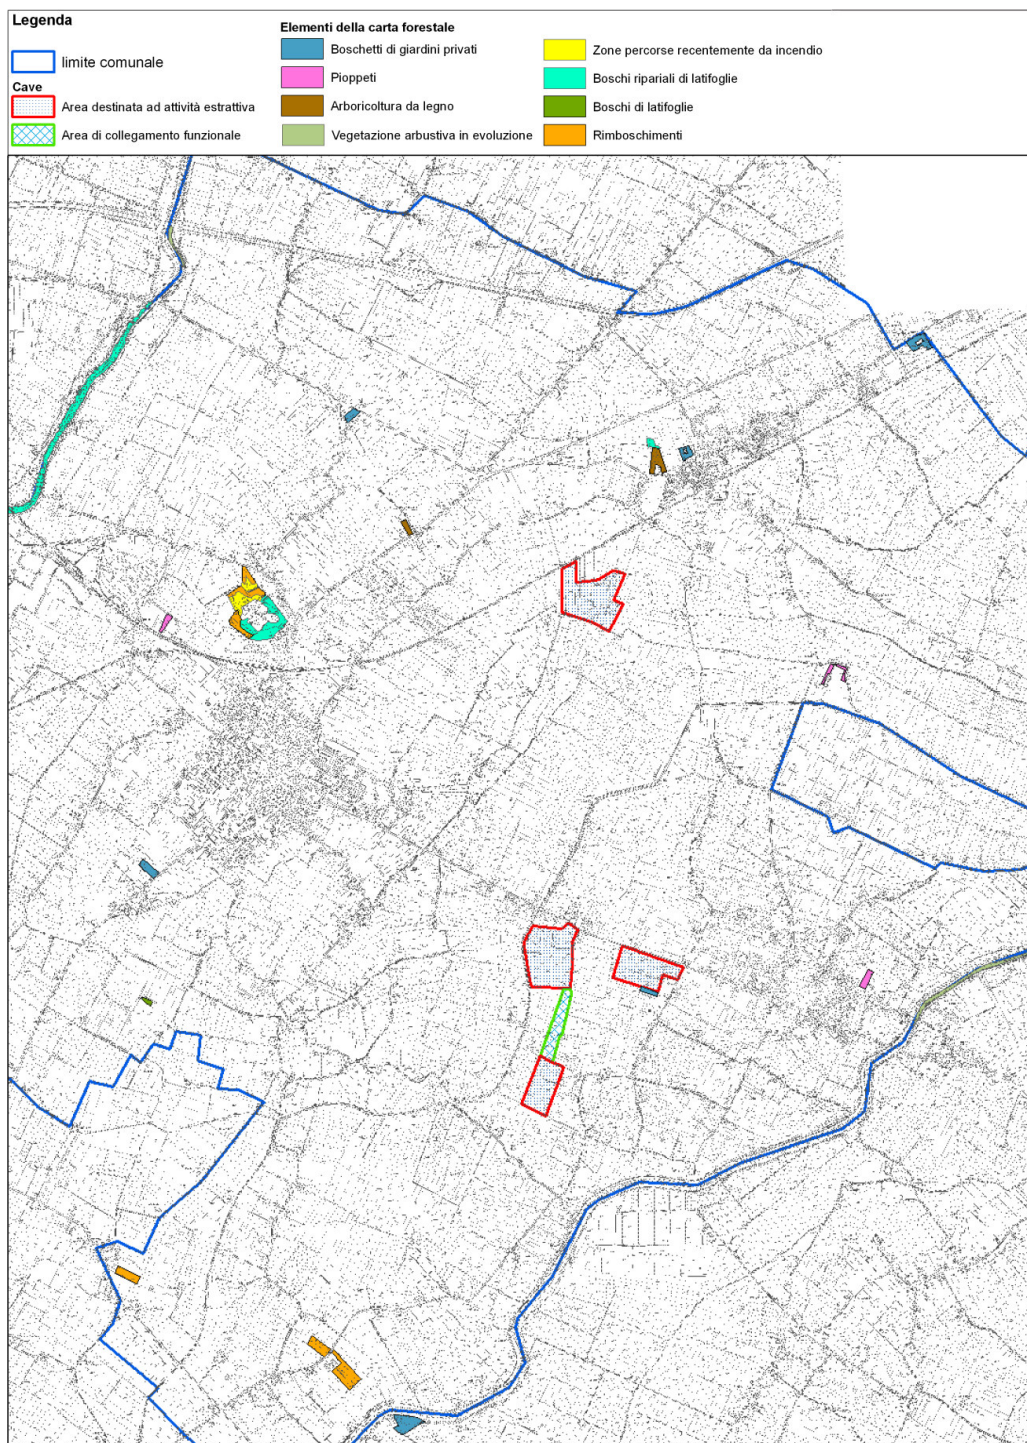 Legenda
limite comunale
Cave
Area destinata ad attività estrattiva
Area di collegamento funzionale
Elementi della carta forestale
Boschetti di giardini privati
Pioppeti
Arboricoltura da legno
Vegetazione arbustiva in evoluzione
Zone percorse recentemente da incendio
Boschi ripariali di latifoglie
Boschi di latifoglie
Rimboschimenti